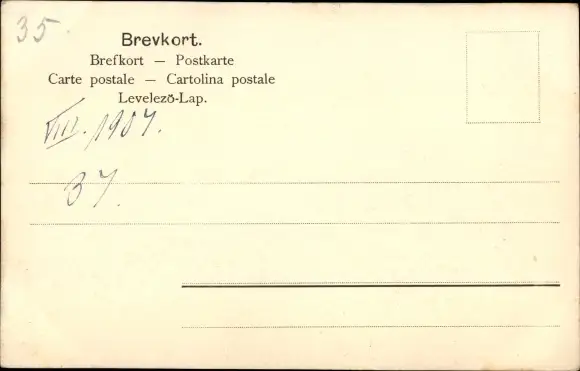 35.
Brevkort.
Brefkort — Postkarte
Carte postale — Cartolina postale
Levelező-Lap.
VIII. 1907.
37.